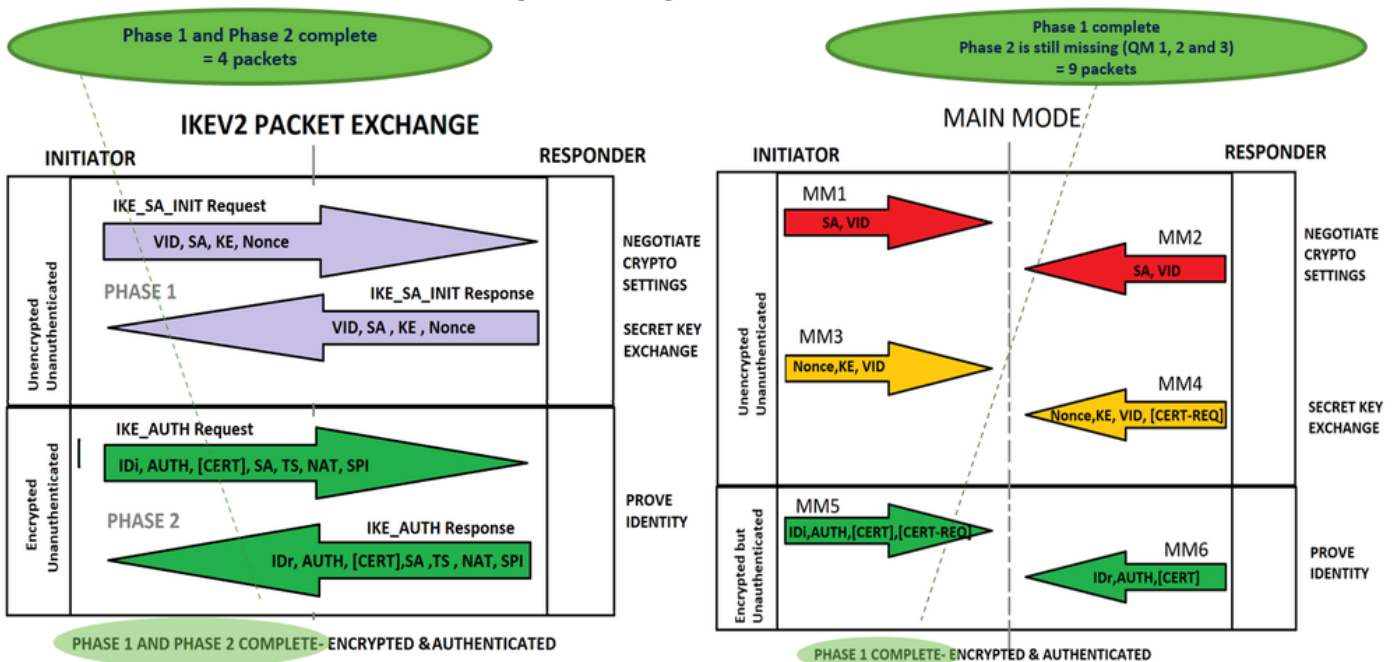 Phase 1 and Phase 2 complete
= 4 packets
IKEV2 PACKET EXCHANGE
INITIATOR
RESPONDER
IKE_SA_INIT Request
VID, SA, KE, Nonce
PHASE 1
IKE_SA_INIT Response
VID, SA , KE , Nonce
Unencrypted
Unanuthenticated
NEGOTIATE
CRYPTO
SETTINGS
SECRET KEY
EXCHANGE
IKE_AUTH Request
IDi, AUTH, [CERT], SA, TS, NAT, SPI
PHASE 2
IKE_AUTH Response
IDr, AUTH, [CERT],SA ,TS , NAT, SPI
Encrypted
Unanuthenticated
PROVE
IDENTITY
PHASE 1 AND PHASE 2 COMPLETE- ENCRYPTED & AUTHENTICATED
Phase 1 complete
Phase 2 is still missing (QM 1, 2 and 3)
= 9 packets
MAIN MODE
INITIATOR
RESPONDER
MM1
SA, VID
MM2
SA, VID
MM3
Nonce,KE, VID
MM4
Nonce,KE, VID, [CERT-REQ]
Unencrypted
Unauthenticated
NEGOTIATE
CRYPTO
SETTINGS
SECRET KEY
EXCHANGE
MM5
IDi,AUTH,[CERT],[CERT-REQ]
MM6
IDr,AUTH,[CERT]
Encrypted but
Unauthenticated
PROVE
IDENTITY
PHASE 1 COMPLETE- ENCRYPTED & AUTHENTICATED